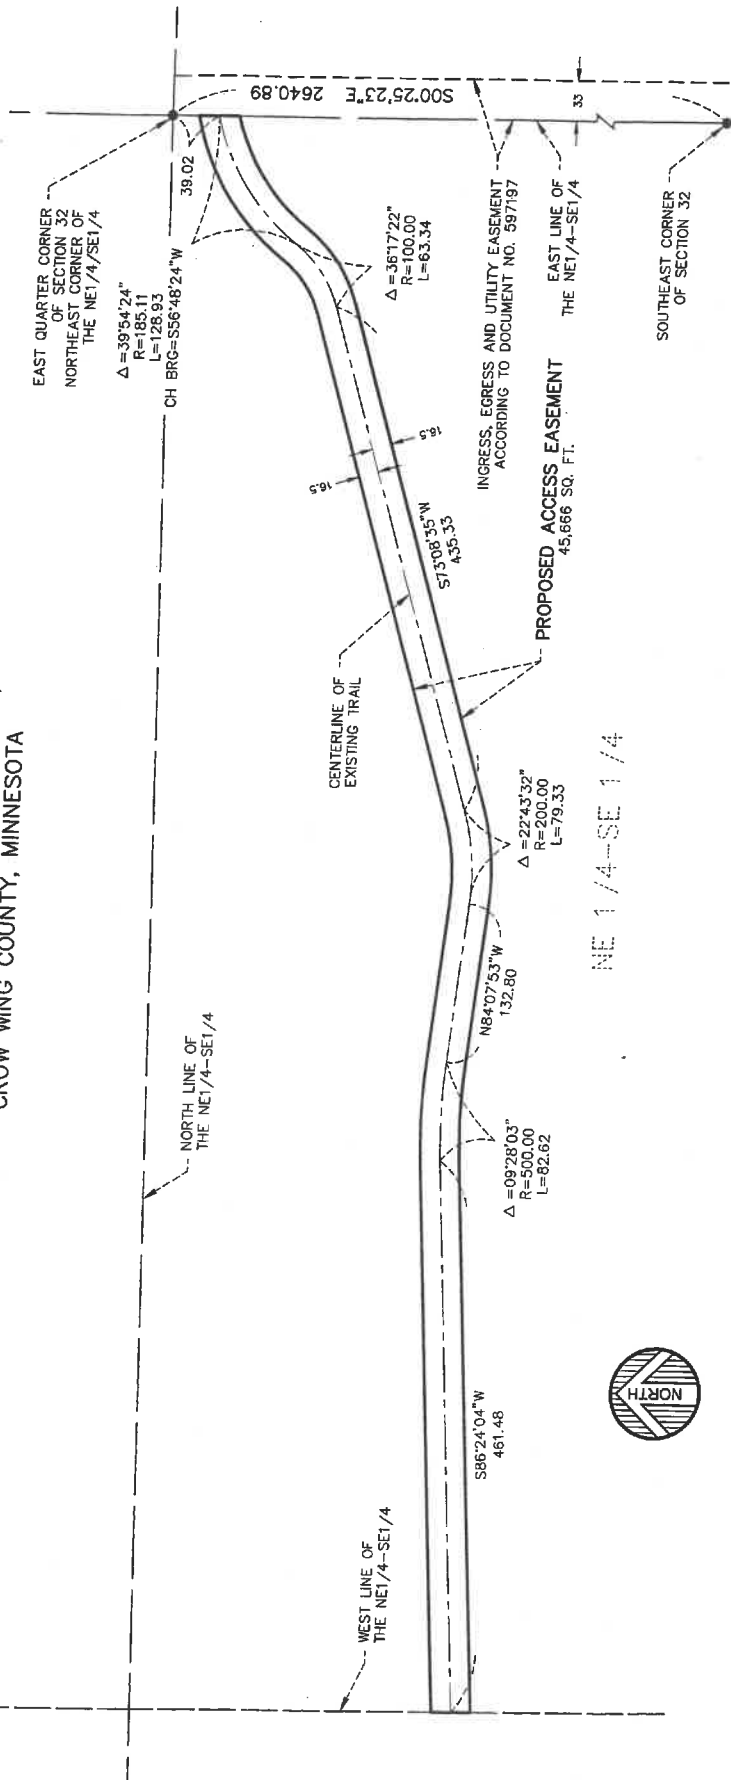 CROW WING COUNTY, MINNESOTA
EAST QUARTER CORNER
OF SECTION 32
NORTHEAST CORNER OF
THE NE1/4/SE1/4
Δ=39°54'24"
R=185.11
L=128.93
CH BRG=S56°48'24"W
39.02
S00°25'23"E 2640.89
33
Δ=36°17'22"
R=100.00
L=63.34
INGRESS, EGRESS AND UTILITY EASEMENT
ACCORDING TO DOCUMENT NO. 597197
EAST LINE OF
THE NE1/4-SE1/4
SOUTHEAST CORNER
OF SECTION 32
16.5
16.5
S73°08'35"W
435.33
PROPOSED ACCESS EASEMENT
45,666 SQ. FT.
CENTERLINE OF
EXISTING TRAIL
Δ=22°43'32"
R=200.00
L=79.33
NE 1/4-SE 1/4
N84°07'53"W
132.80
NORTH LINE OF
THE NE1/4-SE1/4
Δ=09°28'03"
R=500.00
L=82.62
S86°24'04"W
461.48
WEST LINE OF
THE NE1/4-SE1/4
NORTH